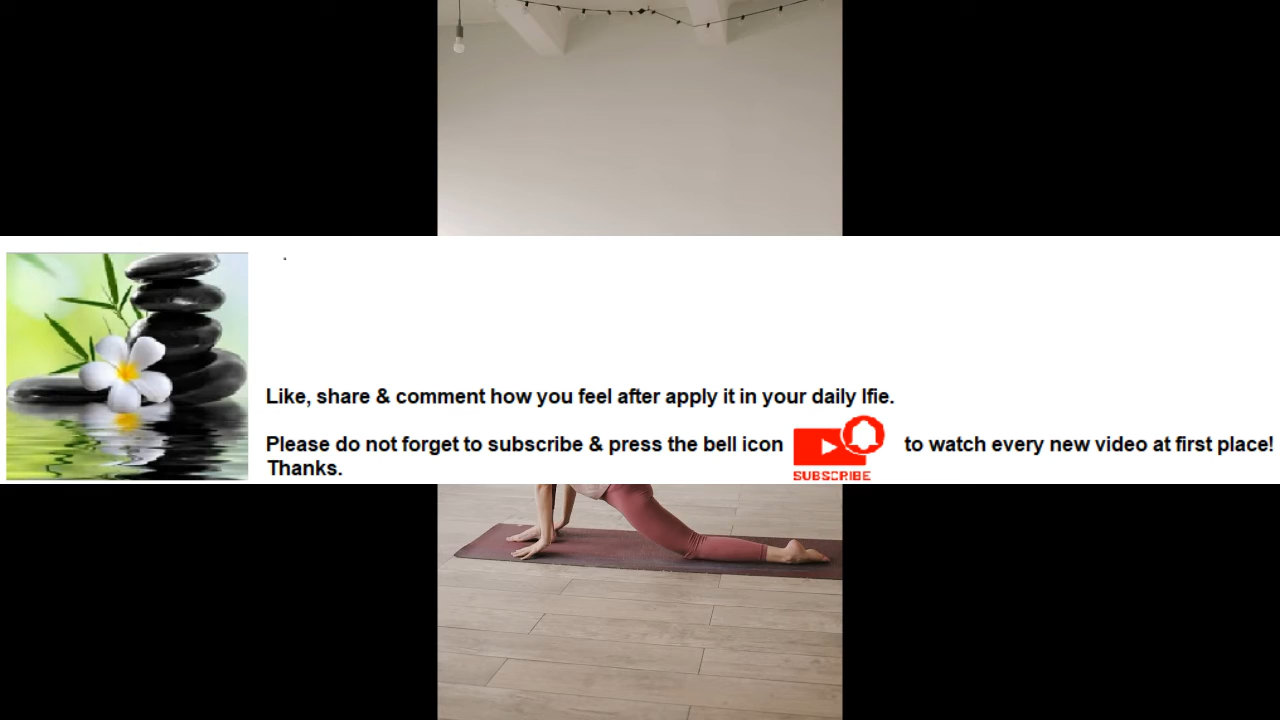 Like, share & comment how you feel after apply it in your daily lfie.
Please do not forget to subscribe & press the bell icon SUBSCRIBE to watch every new video at first place!
Thanks.